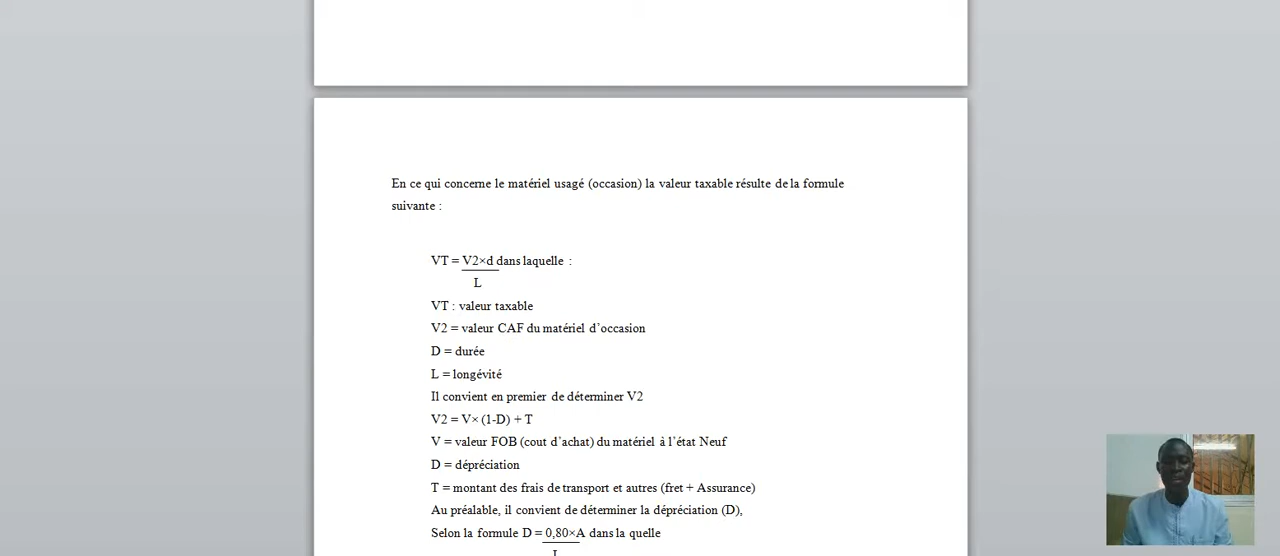 En ce qui concerne le matériel usagé (occasion) la valeur taxable résulte de la formule
suivante :
VT = V2×d dans laquelle :
L
VT : valeur taxable
V2 = valeur CAF du matériel d’occasion
D = durée
L = longévité
Il convient en premier de déterminer V2
V2 = V× (1-D) + T
V = valeur FOB (cout d’achat) du matériel à l’état Neuf
D = dépréciation
T = montant des frais de transport et autres (fret + Assurance)
Au préalable, il convient de déterminer la dépréciation (D),
Selon la formule D = 0,80×A dans la quelle